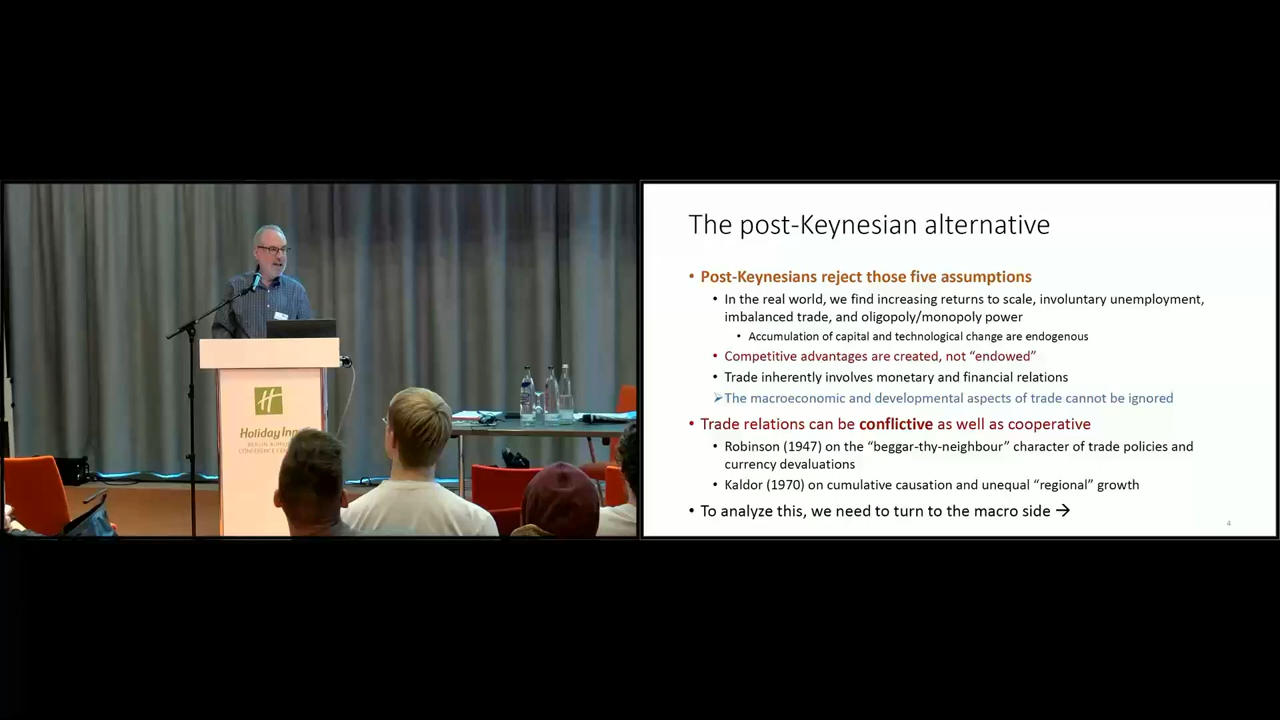 Holiday Inn
The post-Keynesian alternative
• Post-Keynesians reject those five assumptions
• In the real world, we find increasing returns to scale, involuntary unemployment,
imbalanced trade, and oligopoly/monopoly power
• Accumulation of capital and technological change are endogenous
• Competitive advantages are created, not “endowed”
• Trade inherently involves monetary and financial relations
➢The macroeconomic and developmental aspects of trade cannot be ignored
• Trade relations can be conflictive as well as cooperative
• Robinson (1947) on the “beggar-thy-neighbour” character of trade policies and
currency devaluations
• Kaldor (1970) on cumulative causation and unequal “regional” growth
• To analyze this, we need to turn to the macro side →
4